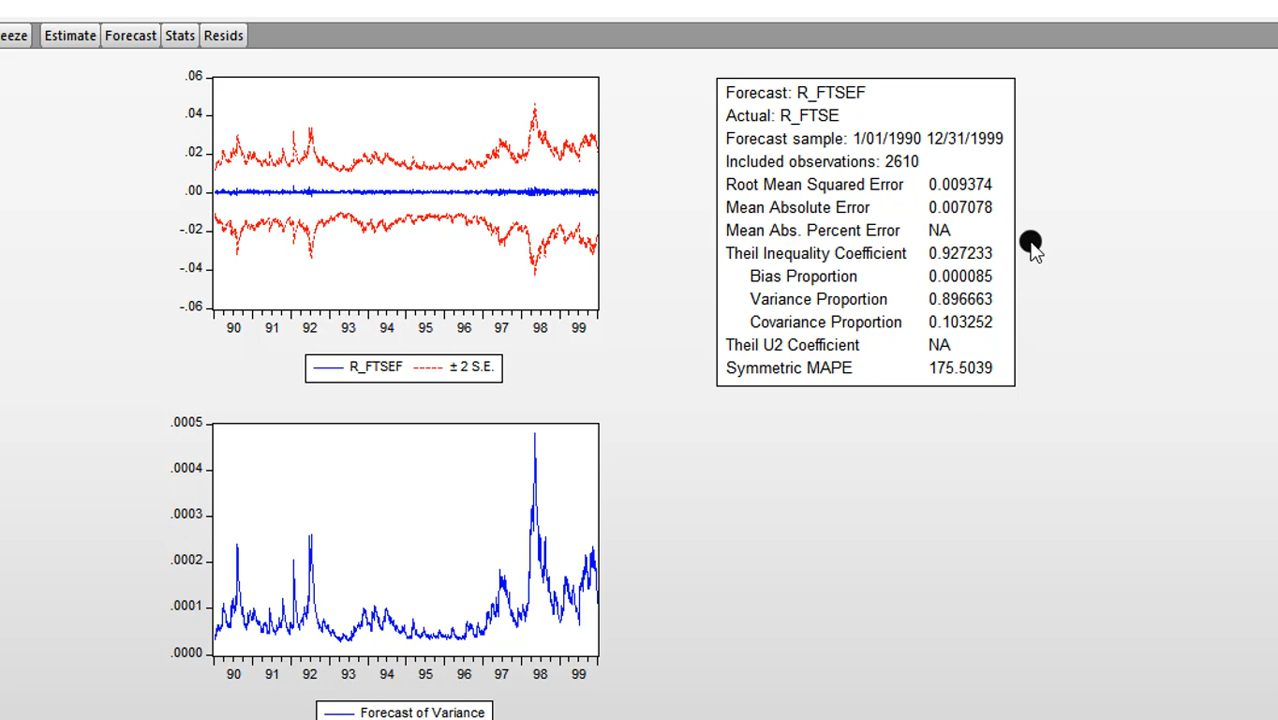 eeze Estimate Forecast Stats Resids
.06
.04
.02
.00
-.02
-.04
-.06
90 91 92 93 94 95 96 97 98 99
R_FTSEF ± 2 S.E.
Forecast: R_FTSEF
Actual: R_FTSE
Forecast sample: 1/01/1990 12/31/1999
Included observations: 2610
Root Mean Squared Error 0.009374
Mean Absolute Error 0.007078
Mean Abs. Percent Error NA
Theil Inequality Coefficient 0.927233
Bias Proportion 0.000085
Variance Proportion 0.896663
Covariance Proportion 0.103252
Theil U2 Coefficient NA
Symmetric MAPE 175.5039
.0005
.0004
.0003
.0002
.0001
.0000
90 91 92 93 94 95 96 97 98 99
Forecast of Variance